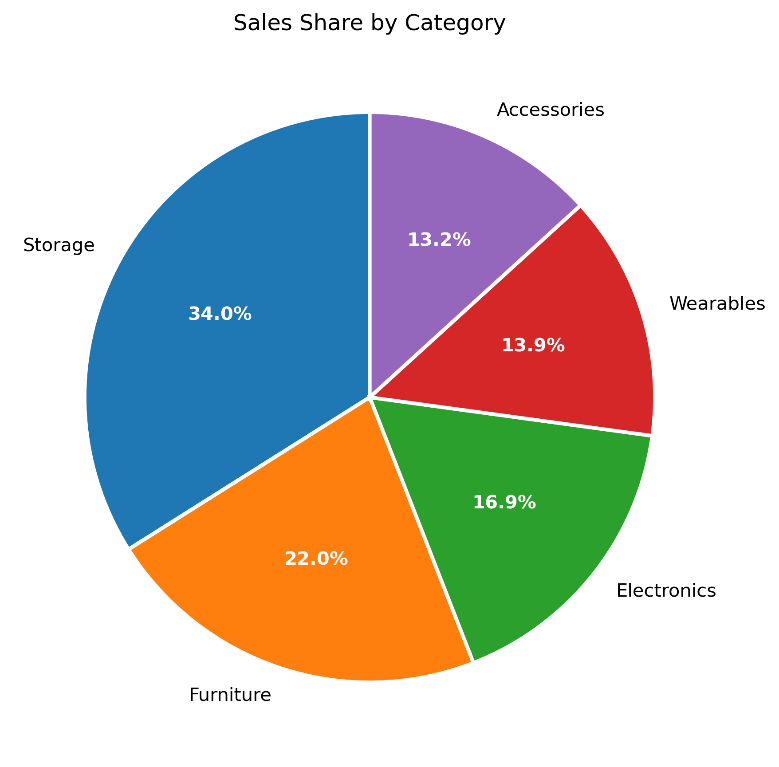 Sales Share by Category
Accessories
Storage
13.2%
Wearables
34.0%
13.9%
16.9%
22.0%
Electronics
Furniture